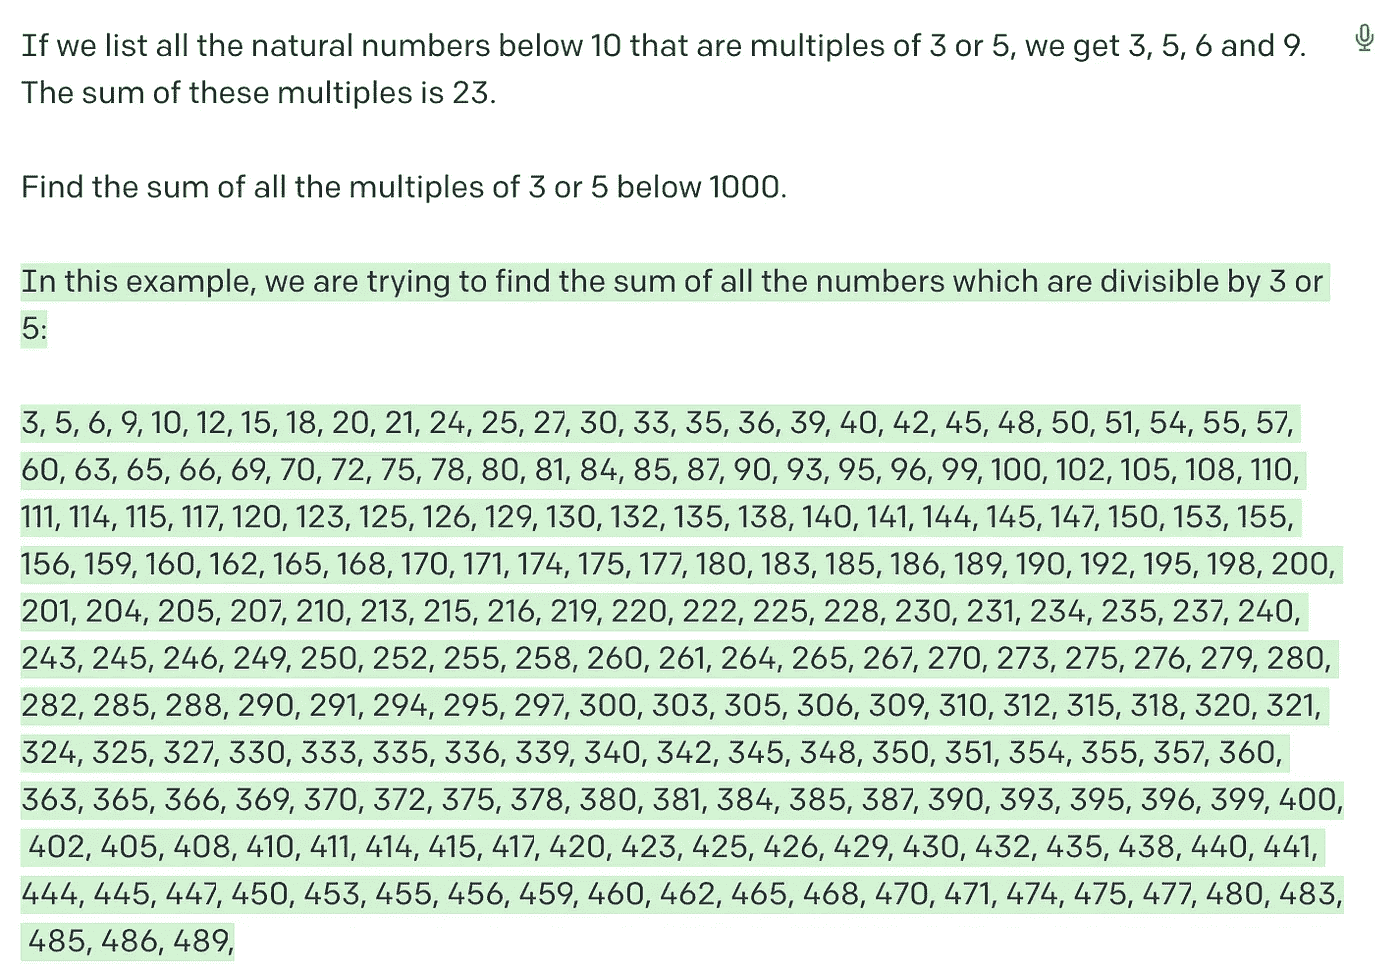 If we list all the natural numbers below 10 that are multiples of 3 or 5, we get 3, 5, 6 and 9.
The sum of these multiples is 23.
Find the sum of all the multiples of 3 or 5 below 1000.
In this example, we are trying to find the sum of all the numbers which are divisible by 3 or
5:
3, 5, 6, 9, 10, 12, 15, 18, 20, 21, 24, 25, 27, 30, 33, 35, 36, 39, 40, 42, 45, 48, 50, 51, 54, 55, 57,
60, 63, 65, 66, 69, 70, 72, 75, 78, 80, 81, 84, 85, 87, 90, 93, 95, 96, 99, 100, 102, 105, 108, 110,
111, 114, 115, 117, 120, 123, 125, 126, 129, 130, 132, 135, 138, 140, 141, 144, 145, 147, 150, 153, 155,
156, 159, 160, 162, 165, 168, 170, 171, 174, 175, 177, 180, 183, 185, 186, 189, 190, 192, 195, 198, 200,
201, 204, 205, 207, 210, 213, 215, 216, 219, 220, 222, 225, 228, 230, 231, 234, 235, 237, 240,
243, 245, 246, 249, 250, 252, 255, 258, 260, 261, 264, 265, 267, 270, 273, 275, 276, 279, 280,
282, 285, 288, 290, 291, 294, 295, 297, 300, 303, 305, 306, 309, 310, 312, 315, 318, 320, 321,
324, 325, 327, 330, 333, 335, 336, 339, 340, 342, 345, 348, 350, 351, 354, 355, 357, 360,
363, 365, 366, 369, 370, 372, 375, 378, 380, 381, 384, 385, 387, 390, 393, 395, 396, 399, 400,
402, 405, 408, 410, 411, 414, 415, 417, 420, 423, 425, 426, 429, 430, 432, 435, 438, 440, 441,
444, 445, 447, 450, 453, 455, 456, 459, 460, 462, 465, 468, 470, 471, 474, 475, 477, 480, 483,
485, 486, 489,